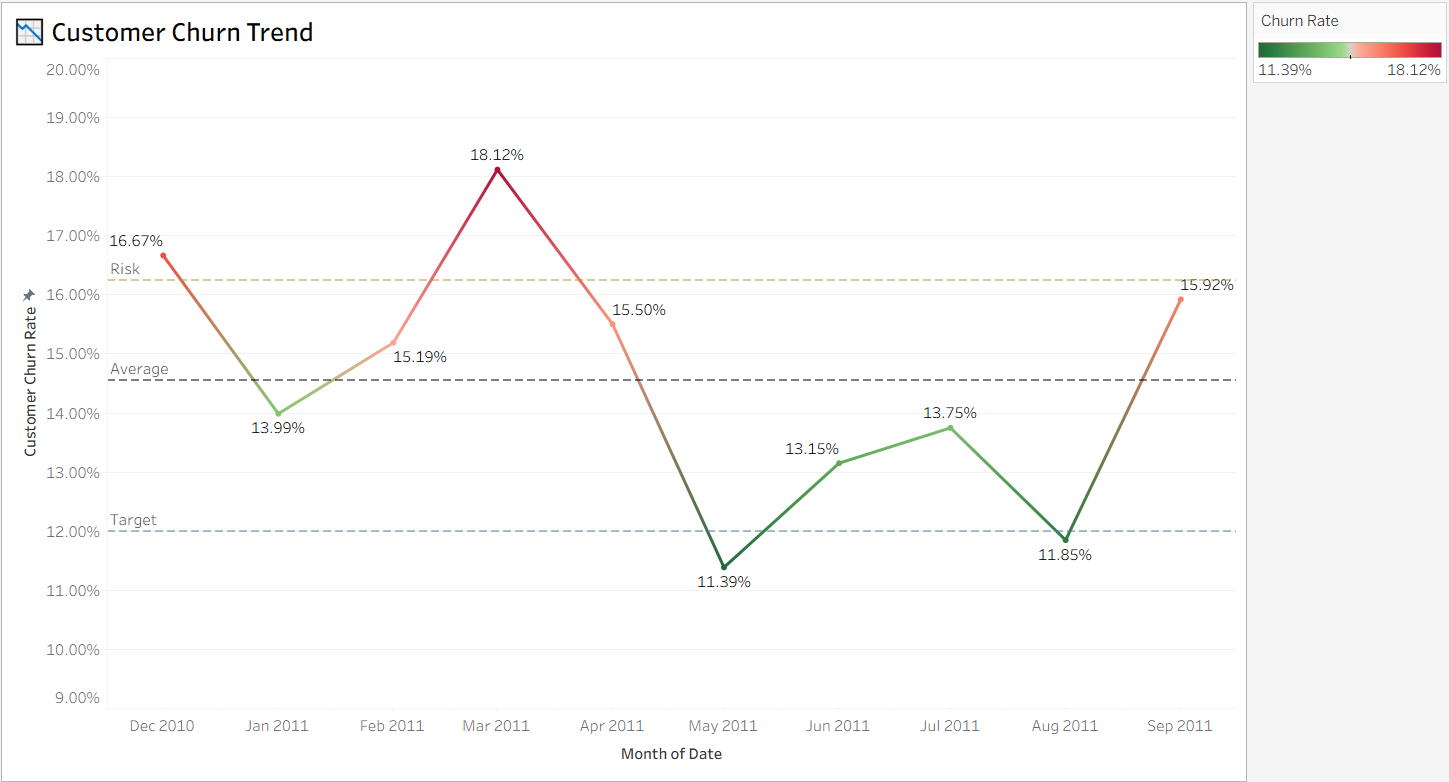 Customer Churn Trend
Churn Rate
11.39% 18.12%
20.00%
19.00%
18.00%
17.00%
16.00%
15.00%
14.00%
13.00%
12.00%
11.00%
10.00%
9.00%
Customer Churn Rate
Risk
Average
Target
16.67%
13.99%
15.19%
18.12%
15.50%
11.39%
13.15%
13.75%
11.85%
15.92%
Dec 2010 Jan 2011 Feb 2011 Mar 2011 Apr 2011 May 2011 Jun 2011 Jul 2011 Aug 2011 Sep 2011
Month of Date